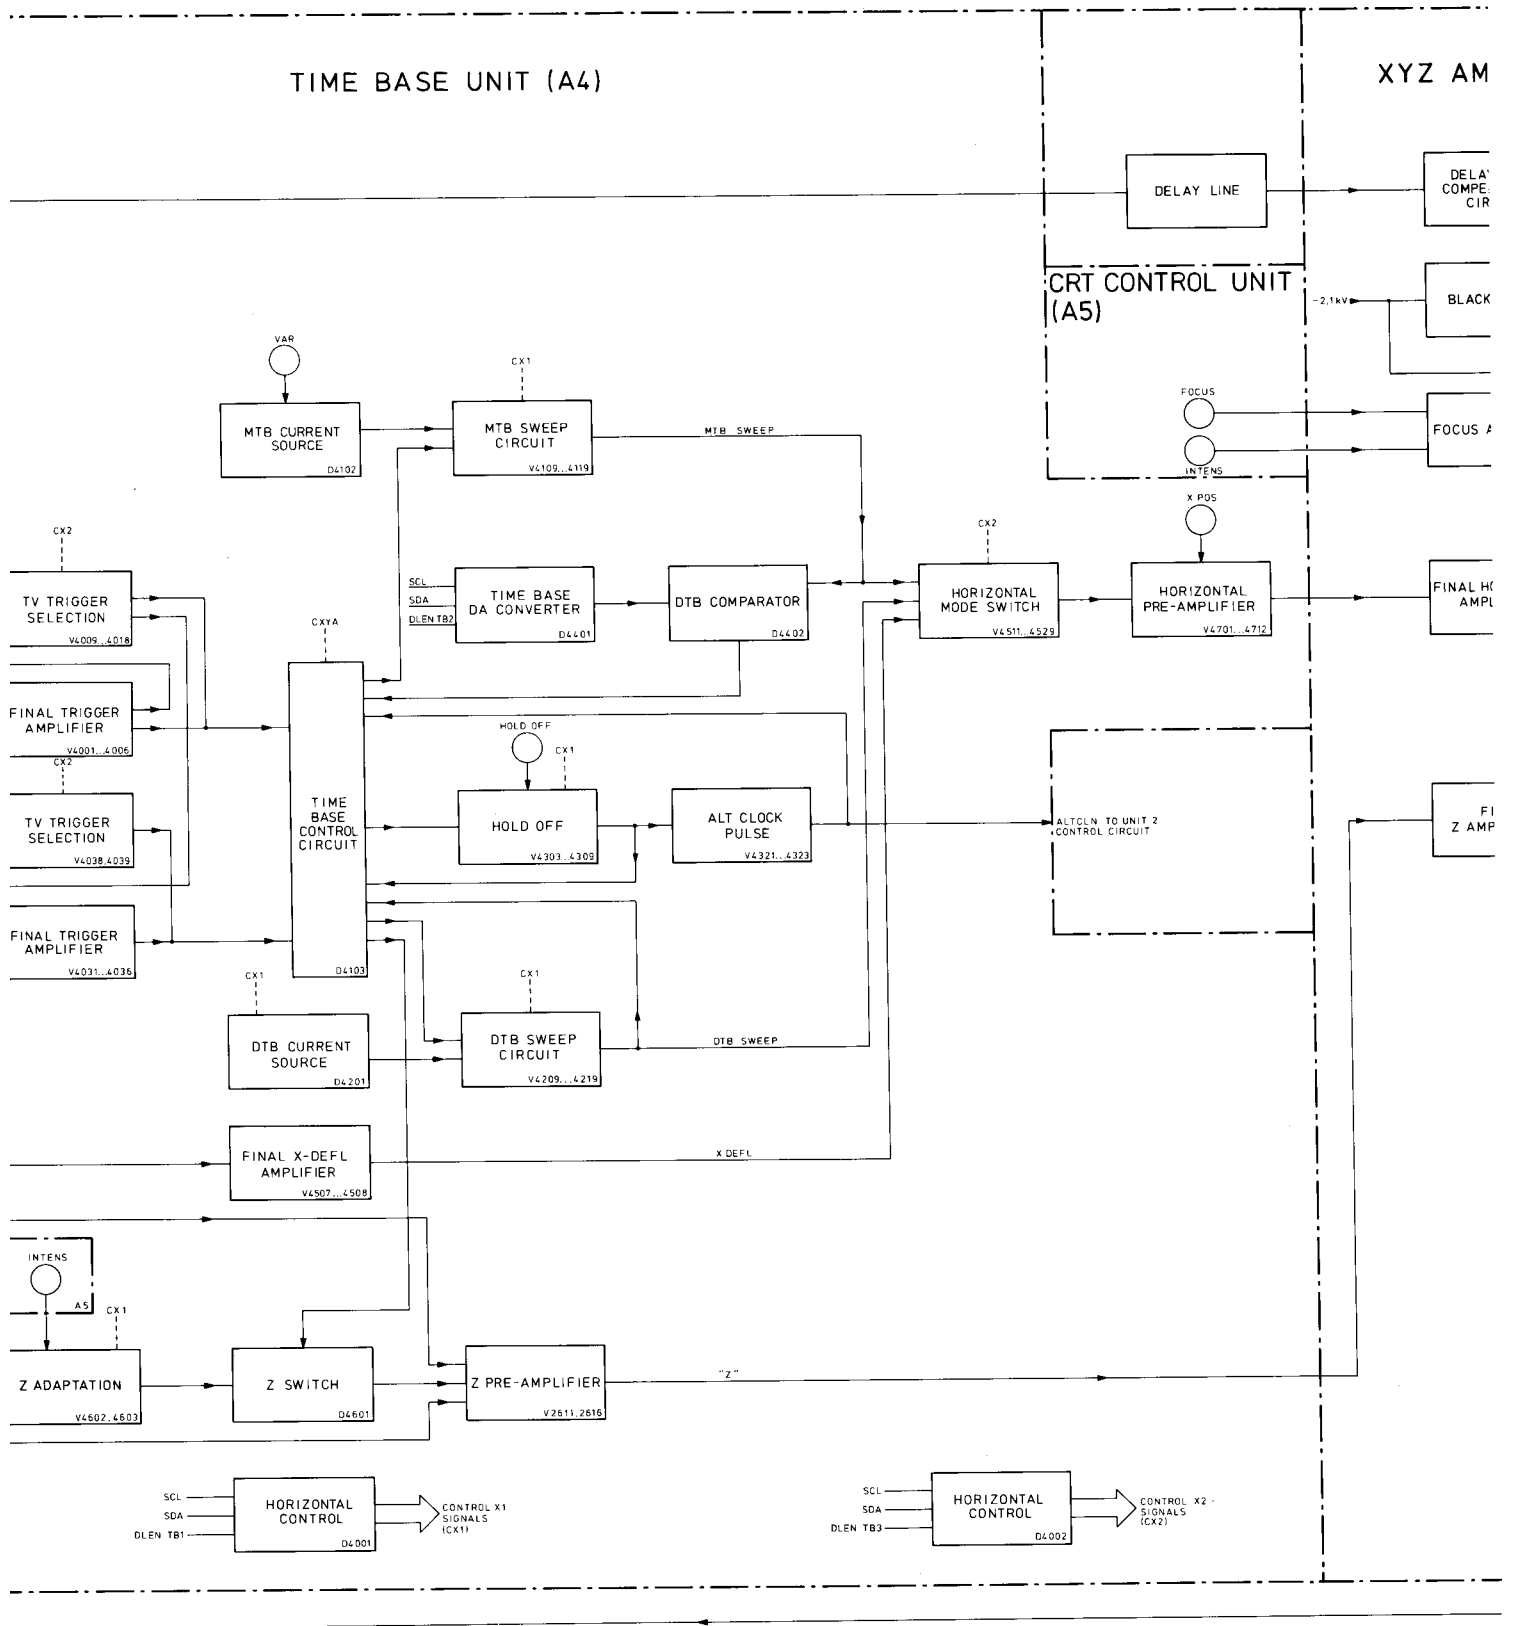 TIME BASE UNIT (A4)
XYZ AM
DELAY LINE
COMPE
CIR
CRT CONTROL UNIT
(A5)
-2,1kV
BLACK
VAR
CX1
FOCUS
MTB CURRENT
SOURCE
D4102
MTB SWEEP
CIRCUIT
V4109...4119
MTB SWEEP
FOCUS A
INTENS
X POS
CX2
CX2
TV TRIGGER
SELECTION
V4009...4018
SCL
SDA
DLEN TB2
TIME BASE
DA CONVERTER
D4401
DTB COMPARATOR
D4402
HORIZONTAL
MODE SWITCH
V4511...4529
HORIZONTAL
PRE-AMPLIFIER
V4701...4712
FINAL HO
AMPL
CXYA
FINAL TRIGGER
AMPLIFIER
V4001...4006
HOLD OFF
CX1
CX2
TV TRIGGER
SELECTION
V4038,4039
TIME
BASE
CONTROL
CIRCUIT
D4103
HOLD OFF
V4303...4309
ALT CLOCK
PULSE
V4321...4323
ALTCLN TO UNIT 2
CONTROL CIRCUIT
FI
Z AMP
FINAL TRIGGER
AMPLIFIER
V4031...4036
CX1
CX1
DTB CURRENT
SOURCE
D4201
DTB SWEEP
CIRCUIT
V4209...4219
DTB SWEEP
FINAL X-DEFL
AMPLIFIER
V4507...4508
X DEFL
INTENS
A5
CX1
Z ADAPTATION
V4602,4603
Z SWITCH
D4601
Z PRE-AMPLIFIER
V2611,2616
"Z"
SCL
SDA
DLEN TB1
HORIZONTAL
CONTROL
D4001
CONTROL X1
SIGNALS
(CX1)
SCL
SDA
DLEN TB3
HORIZONTAL
CONTROL
D4002
CONTROL X2
SIGNALS
(CX2)